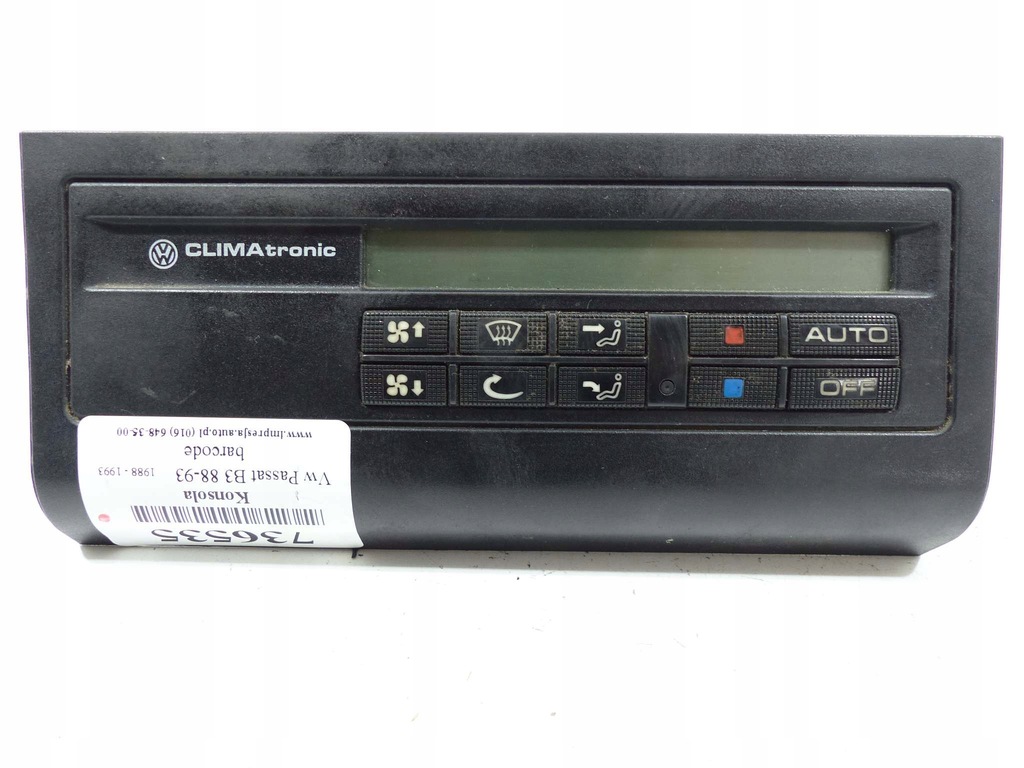 CLIMAtronic
AUTO
OFF
736535
Konsola
Vw Passat B3 88-93
1988 - 1993
barcode
www.impresja.auto.pl (016) 648-35-00